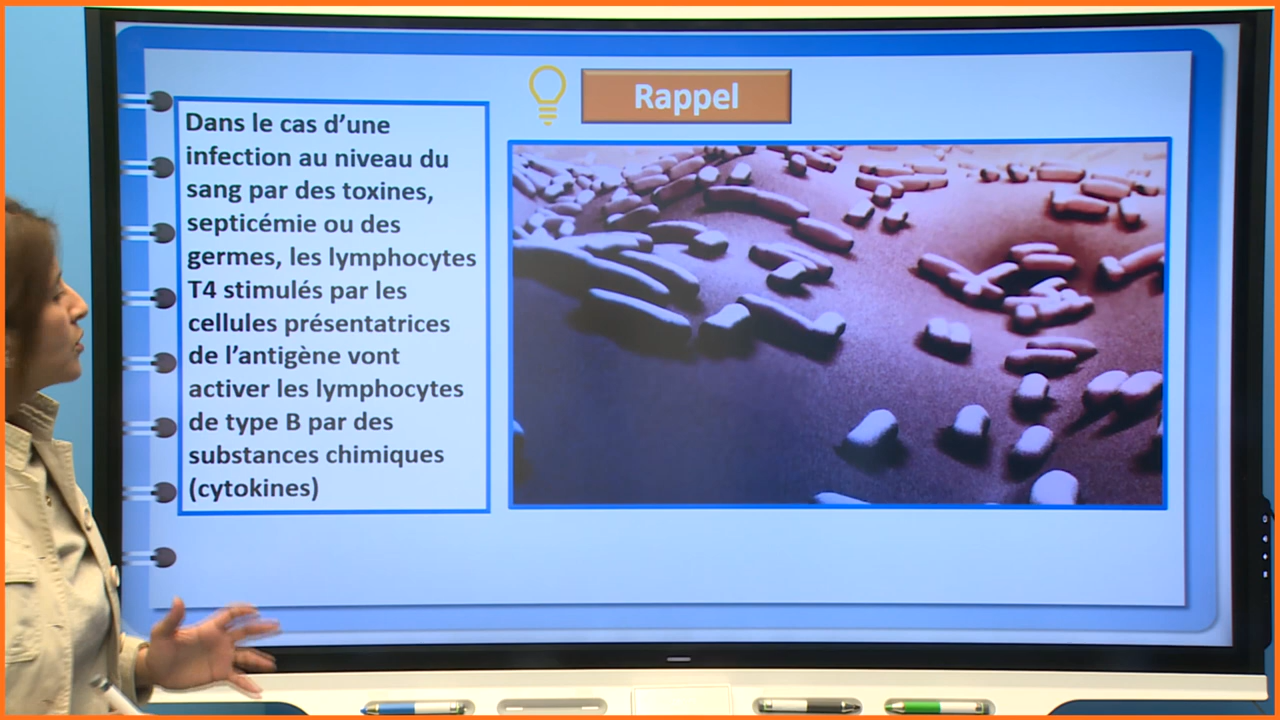 Rappel
Dans le cas d’une
infection au niveau du
sang par des toxines,
septicémie ou des
germes, les lymphocytes
T4 stimulés par les
cellules présentatrices
de l’antigène vont
activer les lymphocytes
de type B par des
substances chimiques
(cytokines)